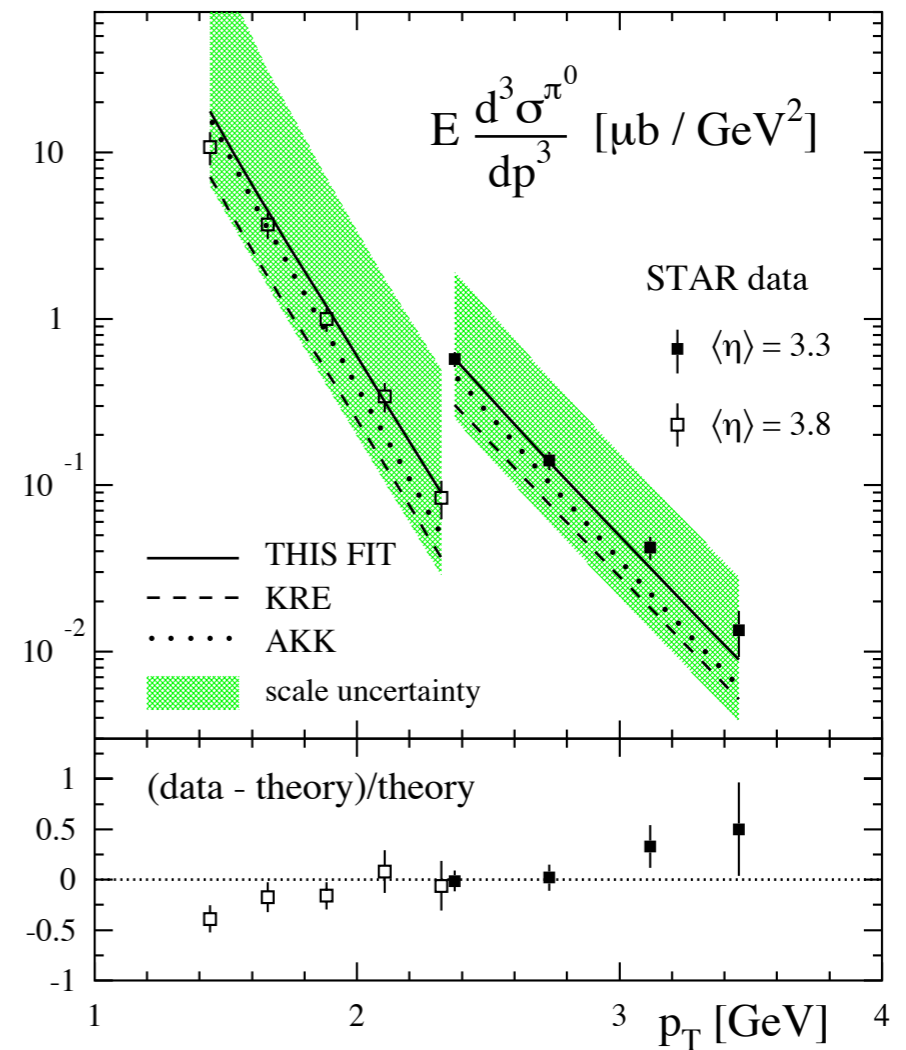 E d³σ^π⁰ / dp³ [μb / GeV²]
10
1
10⁻¹
10⁻²
STAR data
⟨η⟩ = 3.3
⟨η⟩ = 3.8
THIS FIT
KRE
AKK
scale uncertainty
(data - theory)/theory
1
0.5
0
-0.5
-1
1 2 3 4
p_T [GeV]